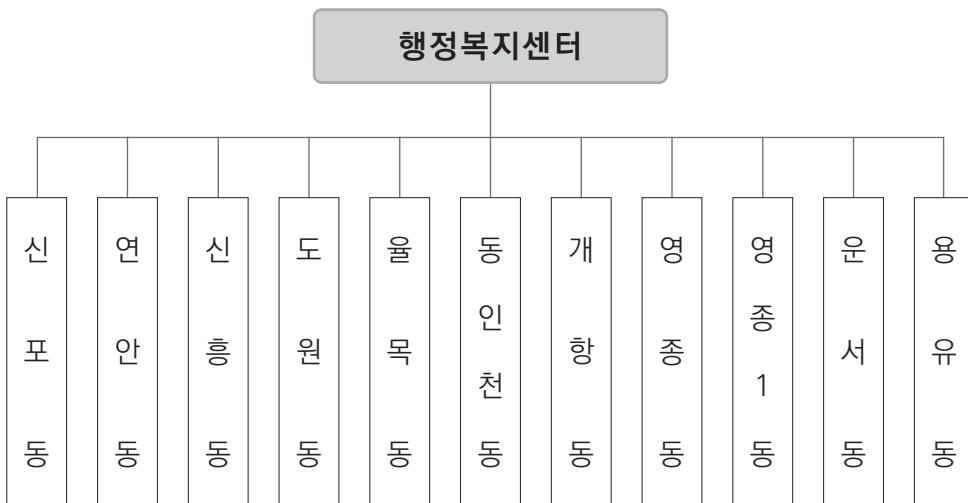 행정복지센터
신포동
연안동
신흥동
도원동
율목동
동인천동
개항동
영종동
영종1동
운서동
용유동